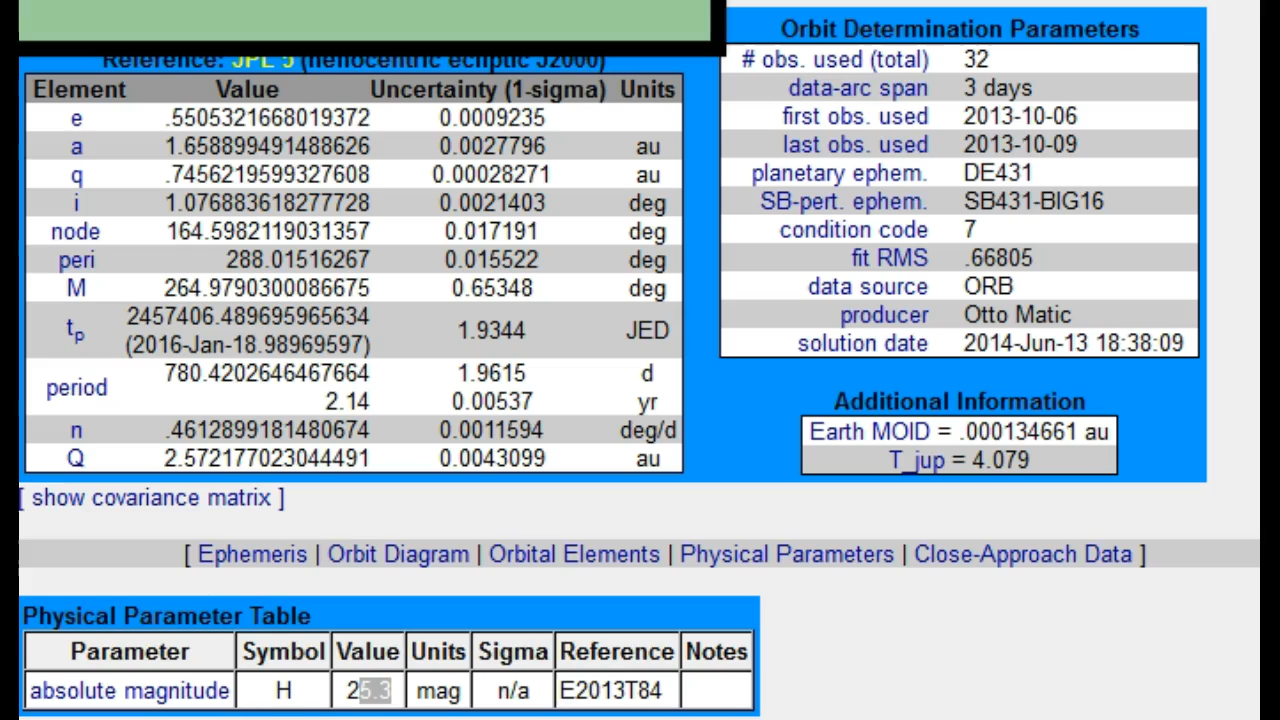 Reference: JPL 5 (heliocentric ecliptic J2000)
Element Value Uncertainty (1-sigma) Units
e .5505321668019372 0.0009235
a 1.658899491488626 0.0027796 au
q .7456219599327608 0.00028271 au
i 1.076883618277728 0.0021403 deg
node 164.5982119031357 0.017191 deg
peri 288.01516267 0.015522 deg
M 264.9790300086675 0.65348 deg
tp 2457406.489695965634 1.9344 JED
(2016-Jan-18.98969597)
period 780.4202646467664 1.9615 d
2.14 0.00537 yr
n .4612899181480674 0.0011594 deg/d
Q 2.572177023044491 0.0043099 au
Orbit Determination Parameters
# obs. used (total) 32
data-arc span 3 days
first obs. used 2013-10-06
last obs. used 2013-10-09
planetary ephem. DE431
SB-pert. ephem. SB431-BIG16
condition code 7
fit RMS .66805
data source ORB
producer Otto Matic
solution date 2014-Jun-13 18:38:09
Additional Information
Earth MOID = .000134661 au
T_jup = 4.079
[ show covariance matrix ]
[ Ephemeris | Orbit Diagram | Orbital Elements | Physical Parameters | Close-Approach Data ]
Physical Parameter Table
Parameter Symbol Value Units Sigma Reference Notes
absolute magnitude H 25.3 mag n/a E2013T84